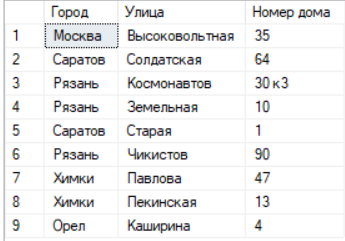 Город Улица Номер дома
1 Москва Высоковольтная 35
2 Саратов Солдатская 64
3 Рязань Космонавтов 30 к3
4 Рязань Земельная 10
5 Саратов Старая 1
6 Рязань Чикистов 90
7 Химки Павлова 47
8 Химки Пекинская 13
9 Орел Каширина 4